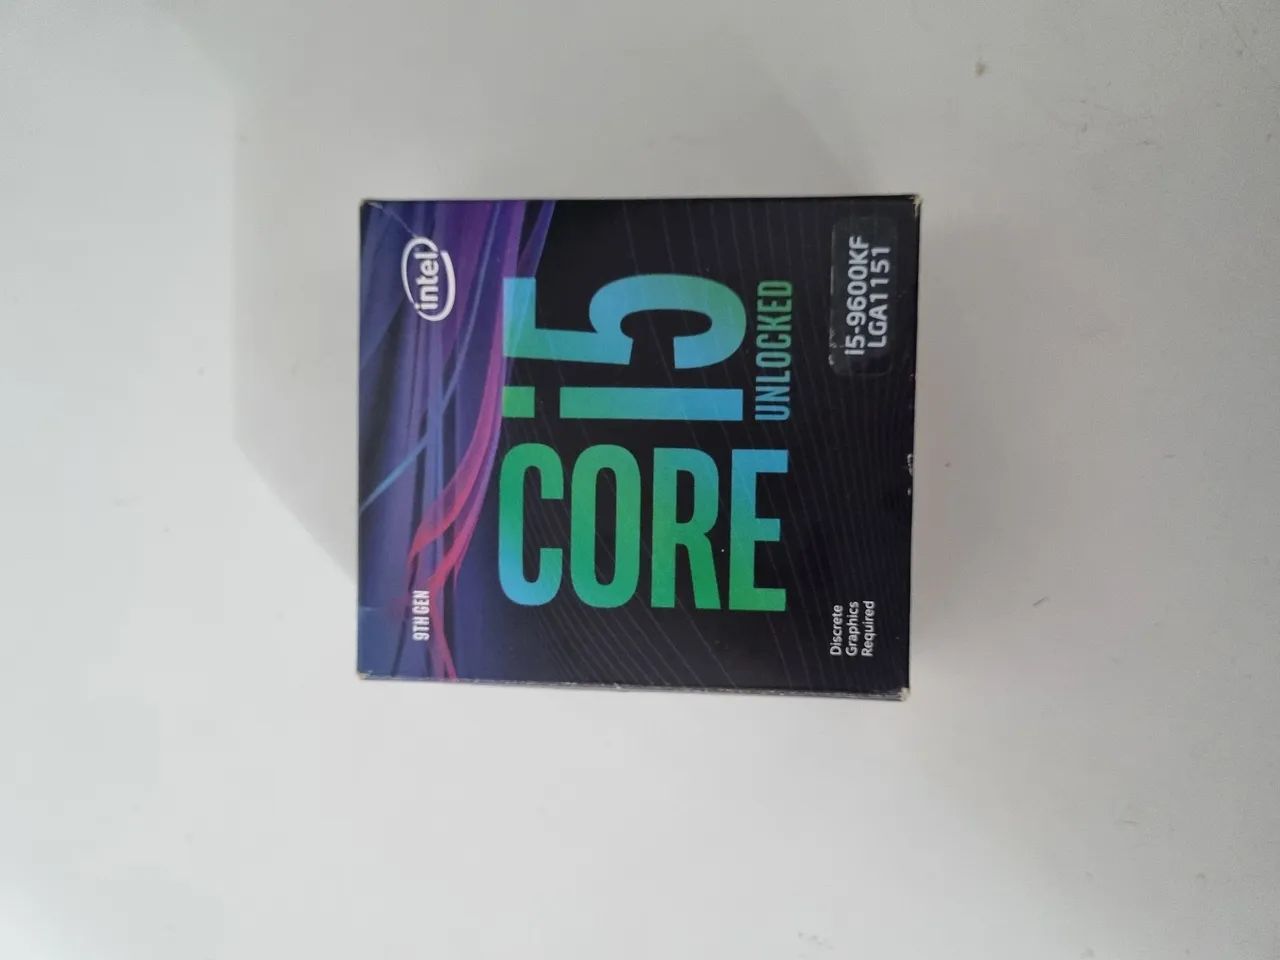 9TH GEN
intel
CORE i5
UNLOCKED
Discrete
Graphics
Required
i5-9600KF
LGA1151